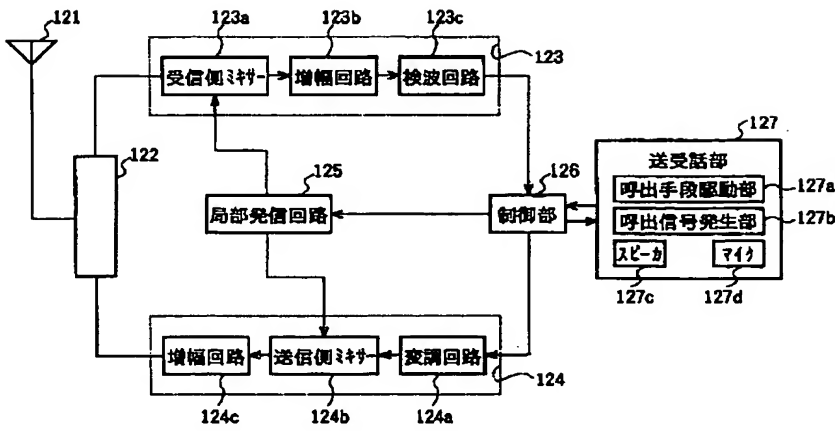 121
123a
123b
123c
123
受信側ミキサー
増幅回路
検波回路
127
122
125
126
送受話部
呼出手段駆動部
127a
局部発信回路
制御部
呼出信号発生部
127b
スピーカ
マイク
127c
127d
増幅回路
送信側ミキサー
変調回路
124
124c
124b
124a